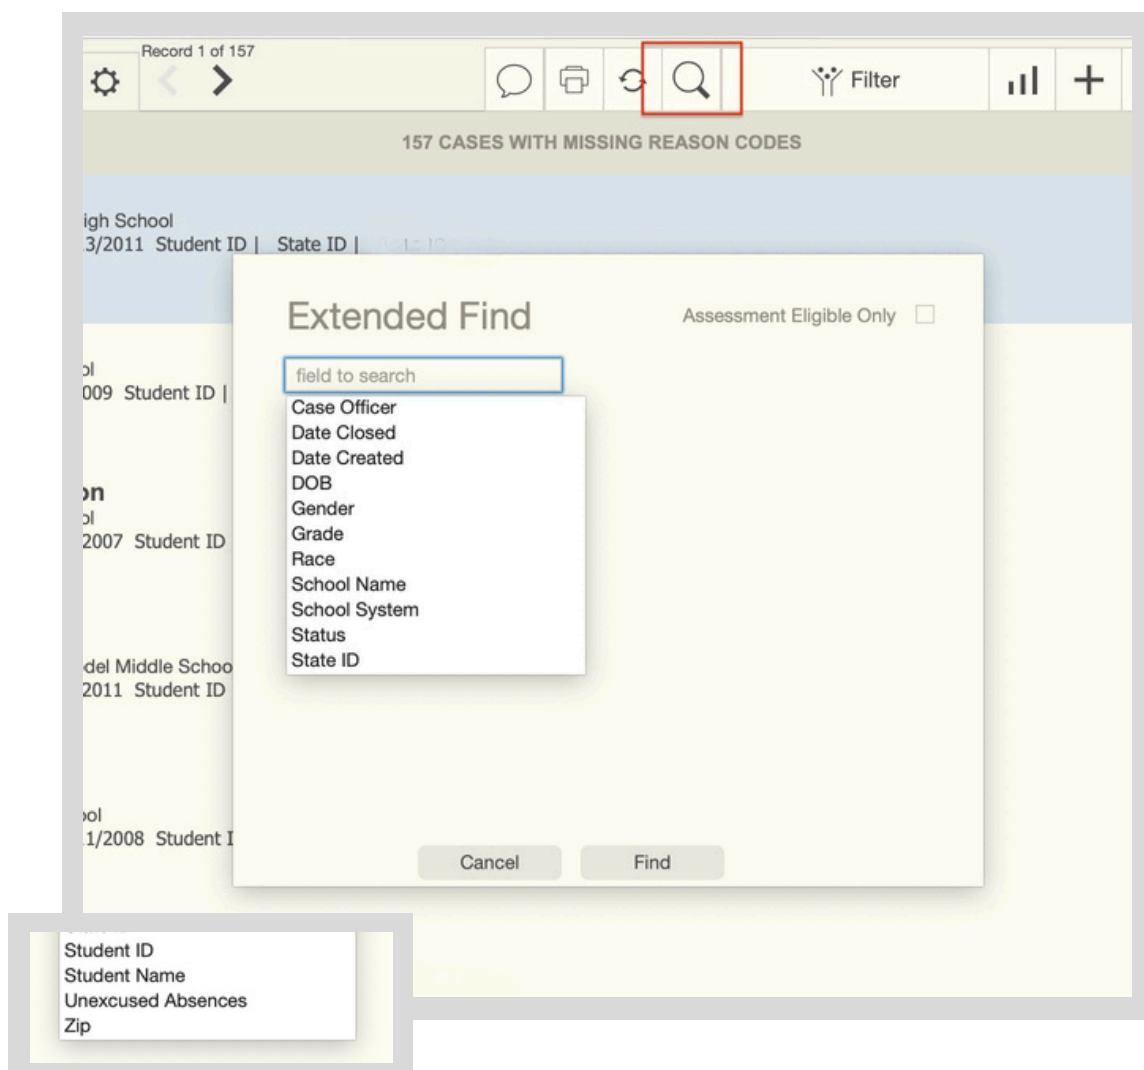 Record 1 of 157
Filter
157 CASES WITH MISSING REASON CODES
igh School
3/2011 Student ID | State ID |
Extended Find
Assessment Eligible Only
field to search
Case Officer
Date Closed
Date Created
DOB
Gender
Grade
Race
School Name
School System
Status
State ID
ol
009 Student ID |
on
ol
2007 Student ID
del Middle Schoo
2011 Student ID
ool
1/2008 Student I
Cancel
Find
Student ID
Student Name
Unexcused Absences
Zip